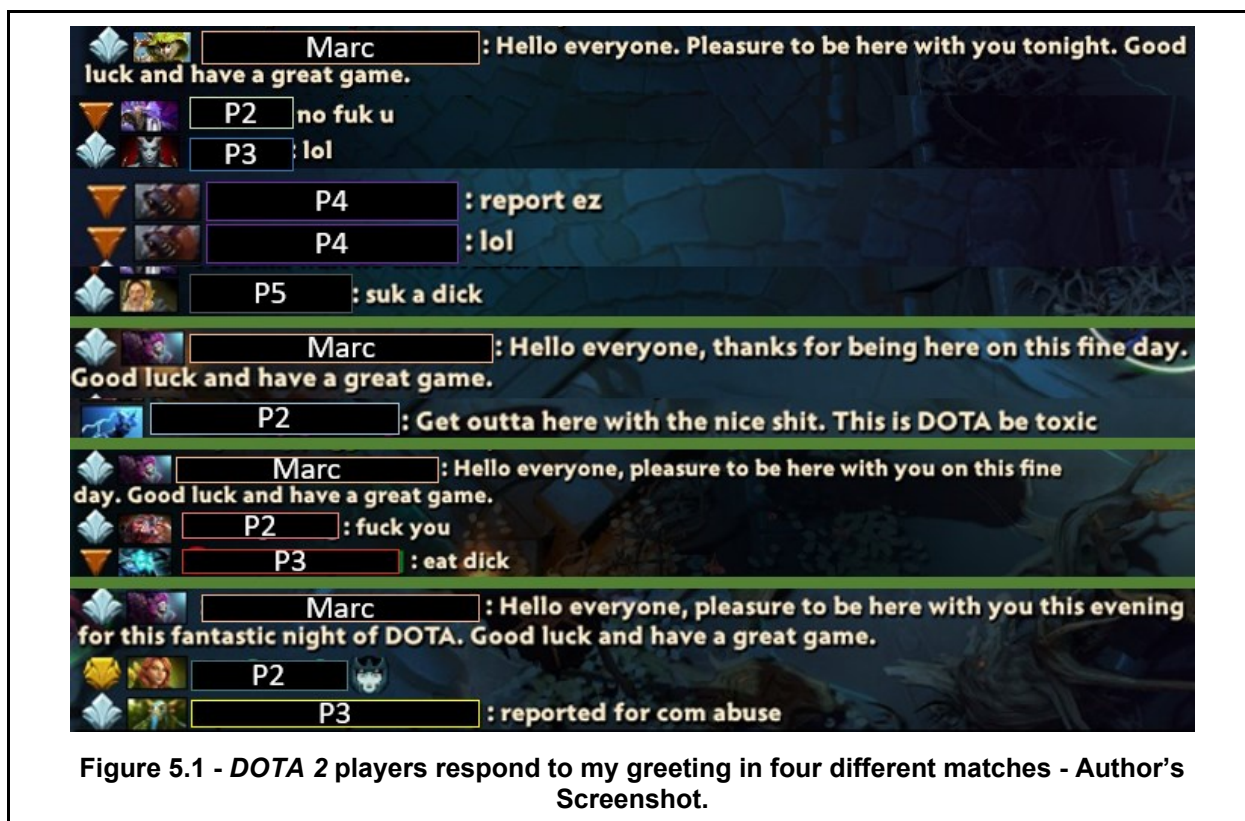 Marc : Hello everyone. Pleasure to be here with you tonight. Good
luck and have a great game.
P2 no fuk u
P3 : lol
P4 : report ez
P4 : lol
P5 : suk a dick
Marc : Hello everyone, thanks for being here on this fine day.
Good luck and have a great game.
P2 : Get outta here with the nice shit. This is DOTA be toxic
Marc : Hello everyone, pleasure to be here with you on this fine
day. Good luck and have a great game.
P2 : fuck you
P3 : eat dick
Marc : Hello everyone, pleasure to be here with you this evening
for this fantastic night of DOTA. Good luck and have a great game.
P2
P3 : reported for com abuse
Figure 5.1 - DOTA 2 players respond to my greeting in four different matches - Author's
Screenshot.